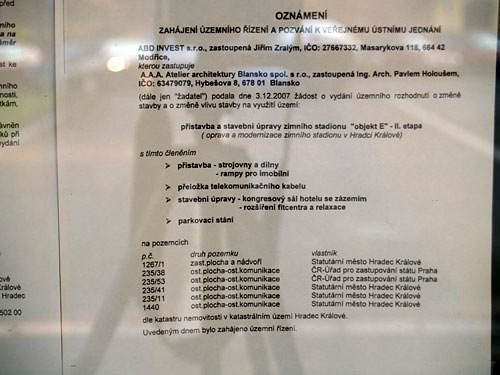 OZNÁMENÍ
ZAHÁJENÍ ÚZEMNÍHO ŘÍZENÍ A POZVÁNÍ K VEŘEJNÉMU ÚSTNÍMU JEDNÁNÍ
ABD INVEST s.r.o., zastoupená Jiřím Zralým, IČO: 27667332, Masarykova 118, 664 42
Modřice,
kterou zastupuje
A.A.A. Atelier architektury Blansko spol. s r.o., zastoupená Ing. Arch. Pavlem Holoušem,
IČO: 63479079, Hybešova 8, 678 01 Blansko
(dále jen "žadatel") podala dne 3.12.2007 žádost o vydání územního rozhodnutí o změně
stavby a o změně vlivu stavby na využití území:
přístavba a stavební úpravy zimního stadionu "objekt E" - II. etapa
( oprava a modernizace zimního stadionu v Hradci Králové)
s tímto členěním
➢ přístavba - strojovny a dílny
- rampy pro imobilní
➢ přeložka telekomunikačního kabelu
➢ stavební úpravy - kongresový sál hotelu se zázemím
- rozšíření fitcentra a relaxace
➢ parkovací stání
na pozemcích
p.č. druh pozemku vlastník
1267/1 zast.plocha a nádvoří Statutární město Hradec Králové
235/38 ost.plocha-ost.komunikace ČR-Úřad pro zastupování státu Praha
235/53 ost.plocha-ost.komunikace ČR-Úřad pro zastupování státu Praha
235/41 ost.plocha-ost.komunikace Statutární město Hradec Králové
235/11 ost.plocha-ost.komunikace Statutární město Hradec Králové
1440 ost.plocha-ost.komunikace Statutární město Hradec Králové
dle katastru nemovitostí v katastrálním území Hradec Králové.
Uvedeným dnem bylo zahájeno územní řízení.